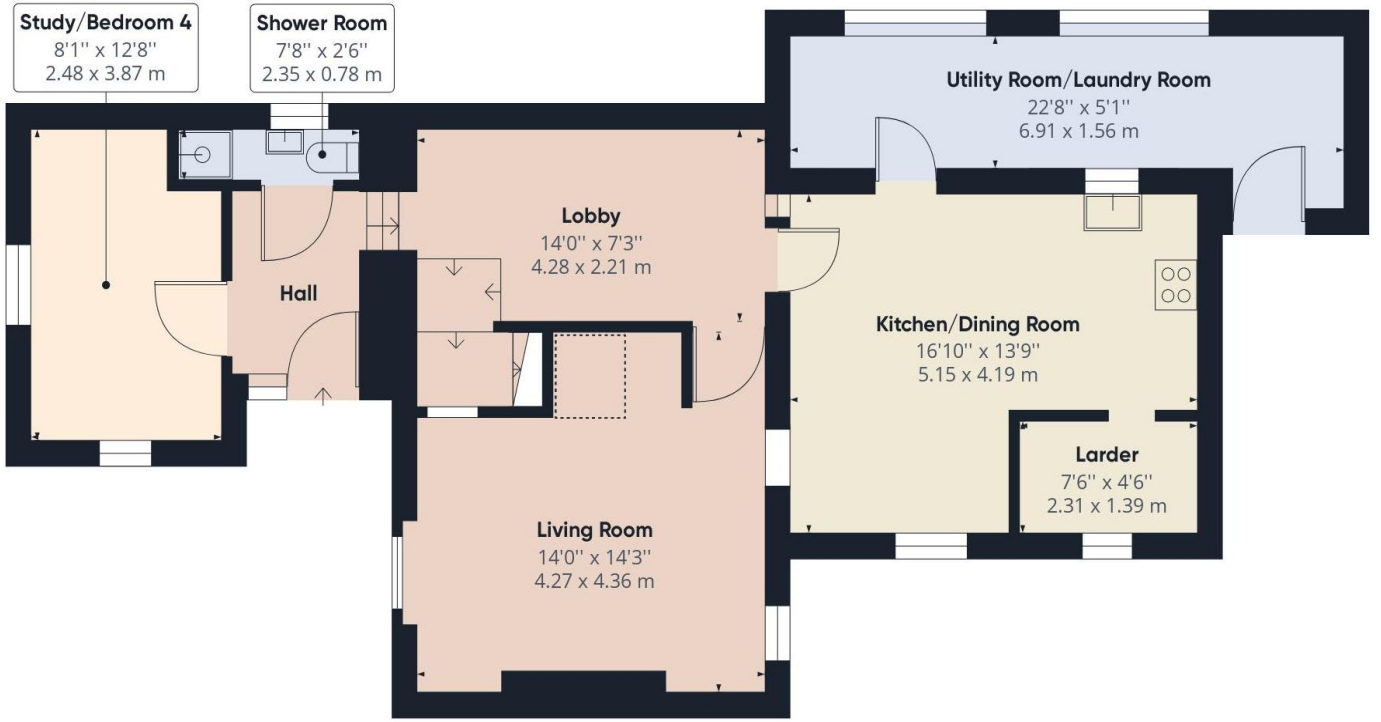 Study/Bedroom 4
8'1'' x 12'8''
2.48 x 3.87 m
Shower Room
7'8'' x 2'6''
2.35 x 0.78 m
Utility Room/Laundry Room
22'8'' x 5'1''
6.91 x 1.56 m
Lobby
14'0'' x 7'3''
4.28 x 2.21 m
Hall
Kitchen/Dining Room
16'10'' x 13'9''
5.15 x 4.19 m
Larder
7'6'' x 4'6''
2.31 x 1.39 m
Living Room
14'0'' x 14'3''
4.27 x 4.36 m